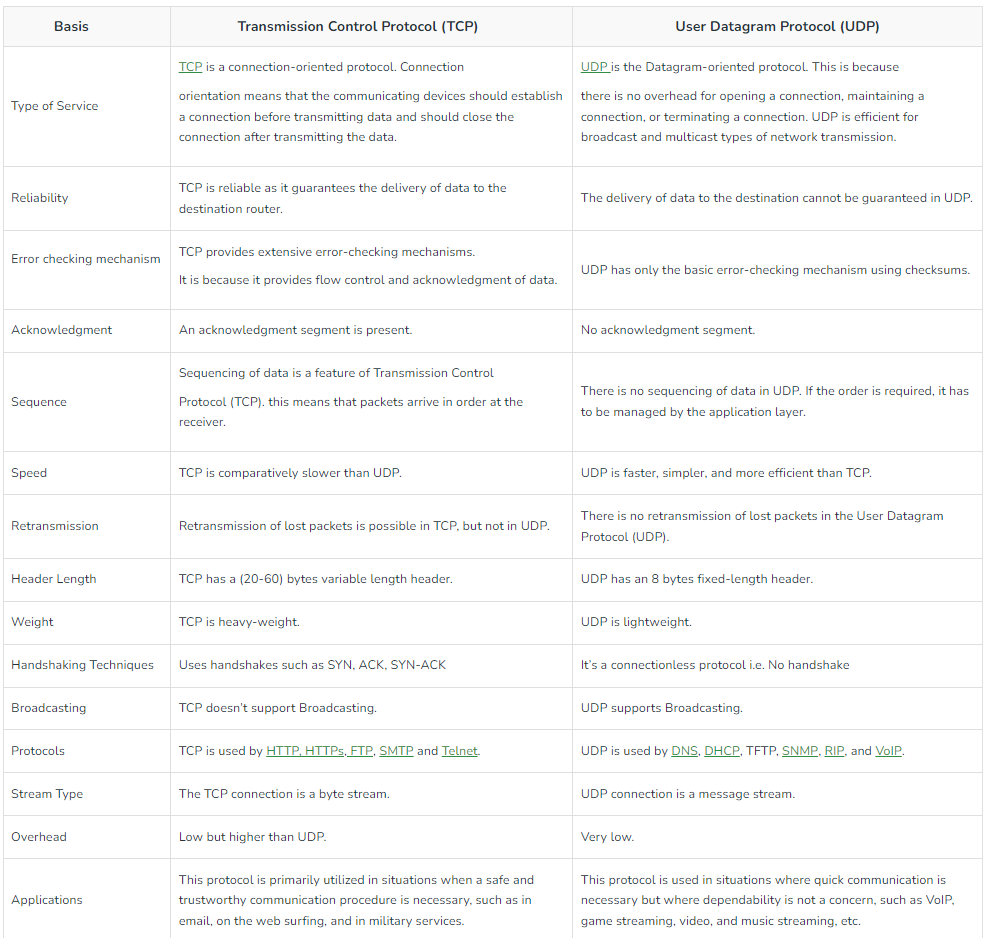 Basis
Transmission Control Protocol (TCP)
User Datagram Protocol (UDP)
Type of Service
TCP is a connection-oriented protocol. Connection
orientation means that the communicating devices should establish
a connection before transmitting data and should close the
connection after transmitting the data.
UDP is the Datagram-oriented protocol. This is because
there is no overhead for opening a connection, maintaining a
connection, or terminating a connection. UDP is efficient for
broadcast and multicast types of network transmission.
Reliability
TCP is reliable as it guarantees the delivery of data to the
destination router.
The delivery of data to the destination cannot be guaranteed in UDP.
Error checking mechanism
TCP provides extensive error-checking mechanisms.
It is because it provides flow control and acknowledgment of data.
UDP has only the basic error-checking mechanism using checksums.
Acknowledgment
An acknowledgment segment is present.
No acknowledgment segment.
Sequence
Sequencing of data is a feature of Transmission Control
Protocol (TCP). this means that packets arrive in order at the
receiver.
There is no sequencing of data in UDP. If the order is required, it has
to be managed by the application layer.
Speed
TCP is comparatively slower than UDP.
UDP is faster, simpler, and more efficient than TCP.
Retransmission
Retransmission of lost packets is possible in TCP, but not in UDP.
There is no retransmission of lost packets in the User Datagram
Protocol (UDP).
Header Length
TCP has a (20-60) bytes variable length header.
UDP has an 8 bytes fixed-length header.
Weight
TCP is heavy-weight.
UDP is lightweight.
Handshaking Techniques
Uses handshakes such as SYN, ACK, SYN-ACK
It's a connectionless protocol i.e. No handshake
Broadcasting
TCP doesn't support Broadcasting.
UDP supports Broadcasting.
Protocols
TCP is used by HTTP, HTTPs, FTP, SMTP and Telnet.
UDP is used by DNS, DHCP, TFTP, SNMP, RIP, and VoIP.
Stream Type
The TCP connection is a byte stream.
UDP connection is a message stream.
Overhead
Low but higher than UDP.
Very low.
Applications
This protocol is primarily utilized in situations when a safe and
trustworthy communication procedure is necessary, such as in
email, on the web surfing, and in military services.
This protocol is used in situations where quick communication is
necessary but where dependability is not a concern, such as VoIP,
game streaming, video, and music streaming, etc.